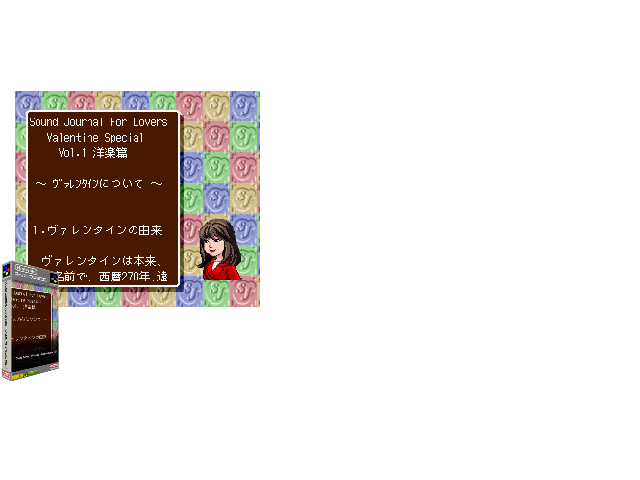 Sound Journal For Lovers
Valentine Special
Vol.1 洋楽篇
～ ヴァレンタインについて ～
1.ヴァレンタインの由来
ヴァレンタインは本来、
名前で、西暦270年、遠